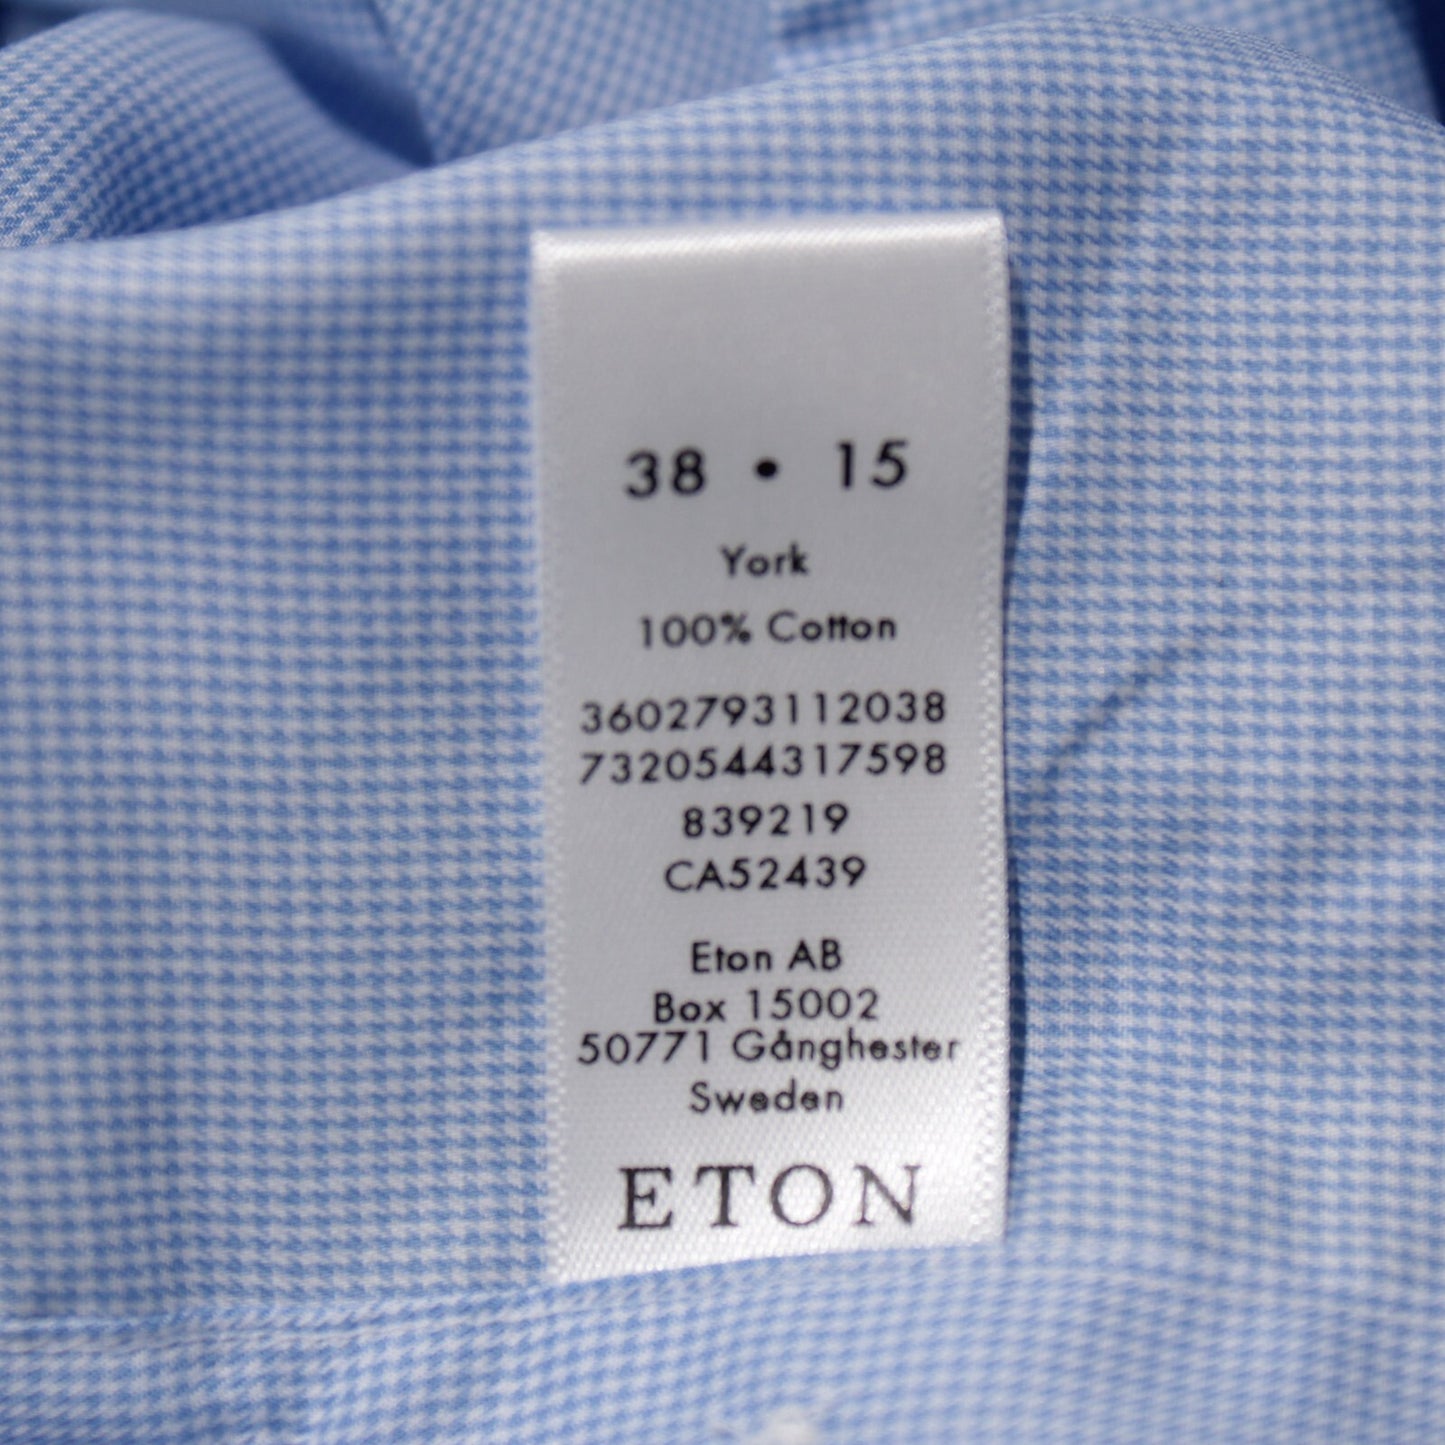 38 • 15
York
100% Cotton
3602793112038
7320544317598
839219
CA52439
Eton AB
Box 15002
50771 Gånghester
Sweden
ETON